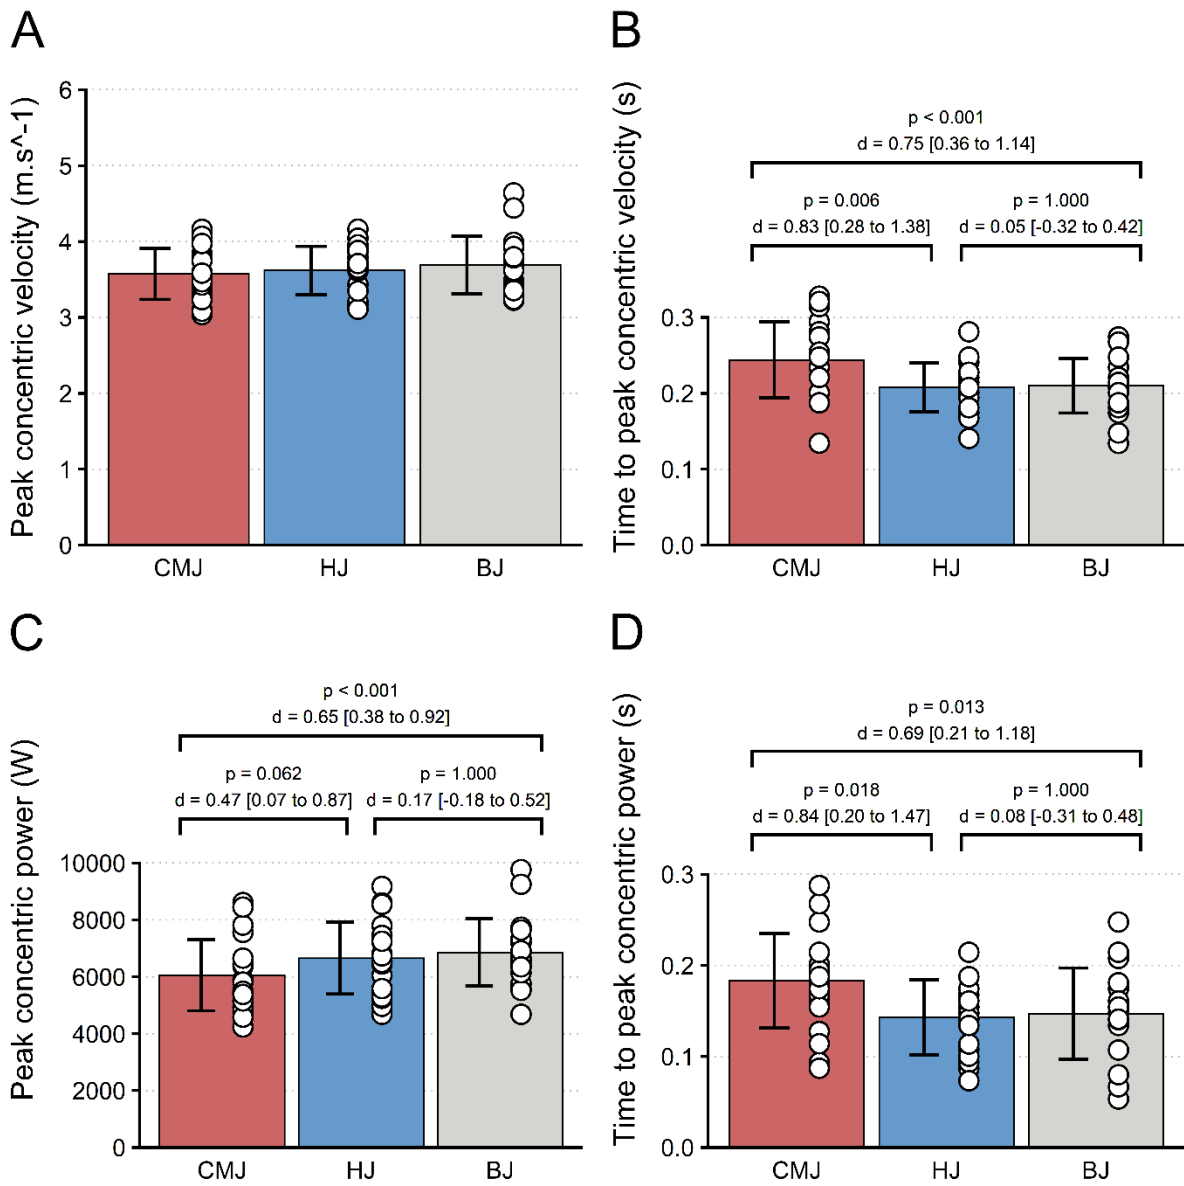 A
Peak concentric velocity (m.s^-1)
6
5
4
3
2
1
0
CMJ
HJ
BJ
B
Time to peak concentric velocity (s)
p < 0.001
d = 0.75 [0.36 to 1.14]
p = 0.006
d = 0.83 [0.28 to 1.38]
p = 1.000
d = 0.05 [-0.32 to 0.42]
0.3
0.2
0.1
0.0
CMJ
HJ
BJ
C
Peak concentric power (W)
p < 0.001
d = 0.65 [0.38 to 0.92]
p = 0.062
d = 0.47 [0.07 to 0.87]
p = 1.000
d = 0.17 [-0.18 to 0.52]
10000
8000
6000
4000
2000
0
CMJ
HJ
BJ
D
Time to peak concentric power (s)
p = 0.013
d = 0.69 [0.21 to 1.18]
p = 0.018
d = 0.84 [0.20 to 1.47]
p = 1.000
d = 0.08 [-0.31 to 0.48]
0.3
0.2
0.1
0.0
CMJ
HJ
BJ